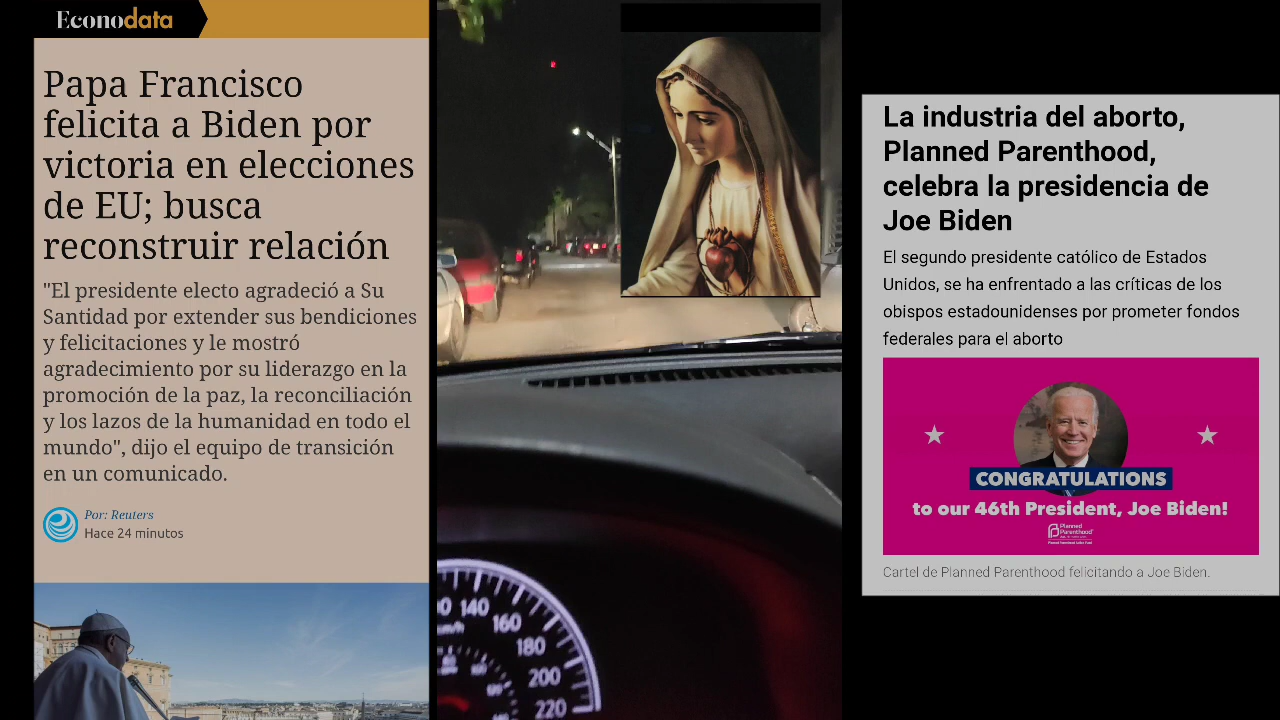 Econodata
Papa Francisco
felicita a Biden por
victoria en elecciones
de EU; busca
reconstruir relación
"El presidente electo agradeció a Su
Santidad por extender sus bendiciones
y felicitaciones y le mostró
agradecimiento por su liderazgo en la
promoción de la paz, la reconciliación
y los lazos de la humanidad en todo el
mundo", dijo el equipo de transición
en un comunicado.
Por: Reuters
Hace 24 minutos
140
160
180
200
220
km/h
La industria del aborto,
Planned Parenthood,
celebra la presidencia de
Joe Biden
El segundo presidente católico de Estados
Unidos, se ha enfrentado a las críticas de los
obispos estadounidenses por prometer fondos
federales para el aborto
CONGRATULATIONS
to our 46th President, Joe Biden!
Planned
Parenthood
Cartel de Planned Parenthood felicitando a Joe Biden.